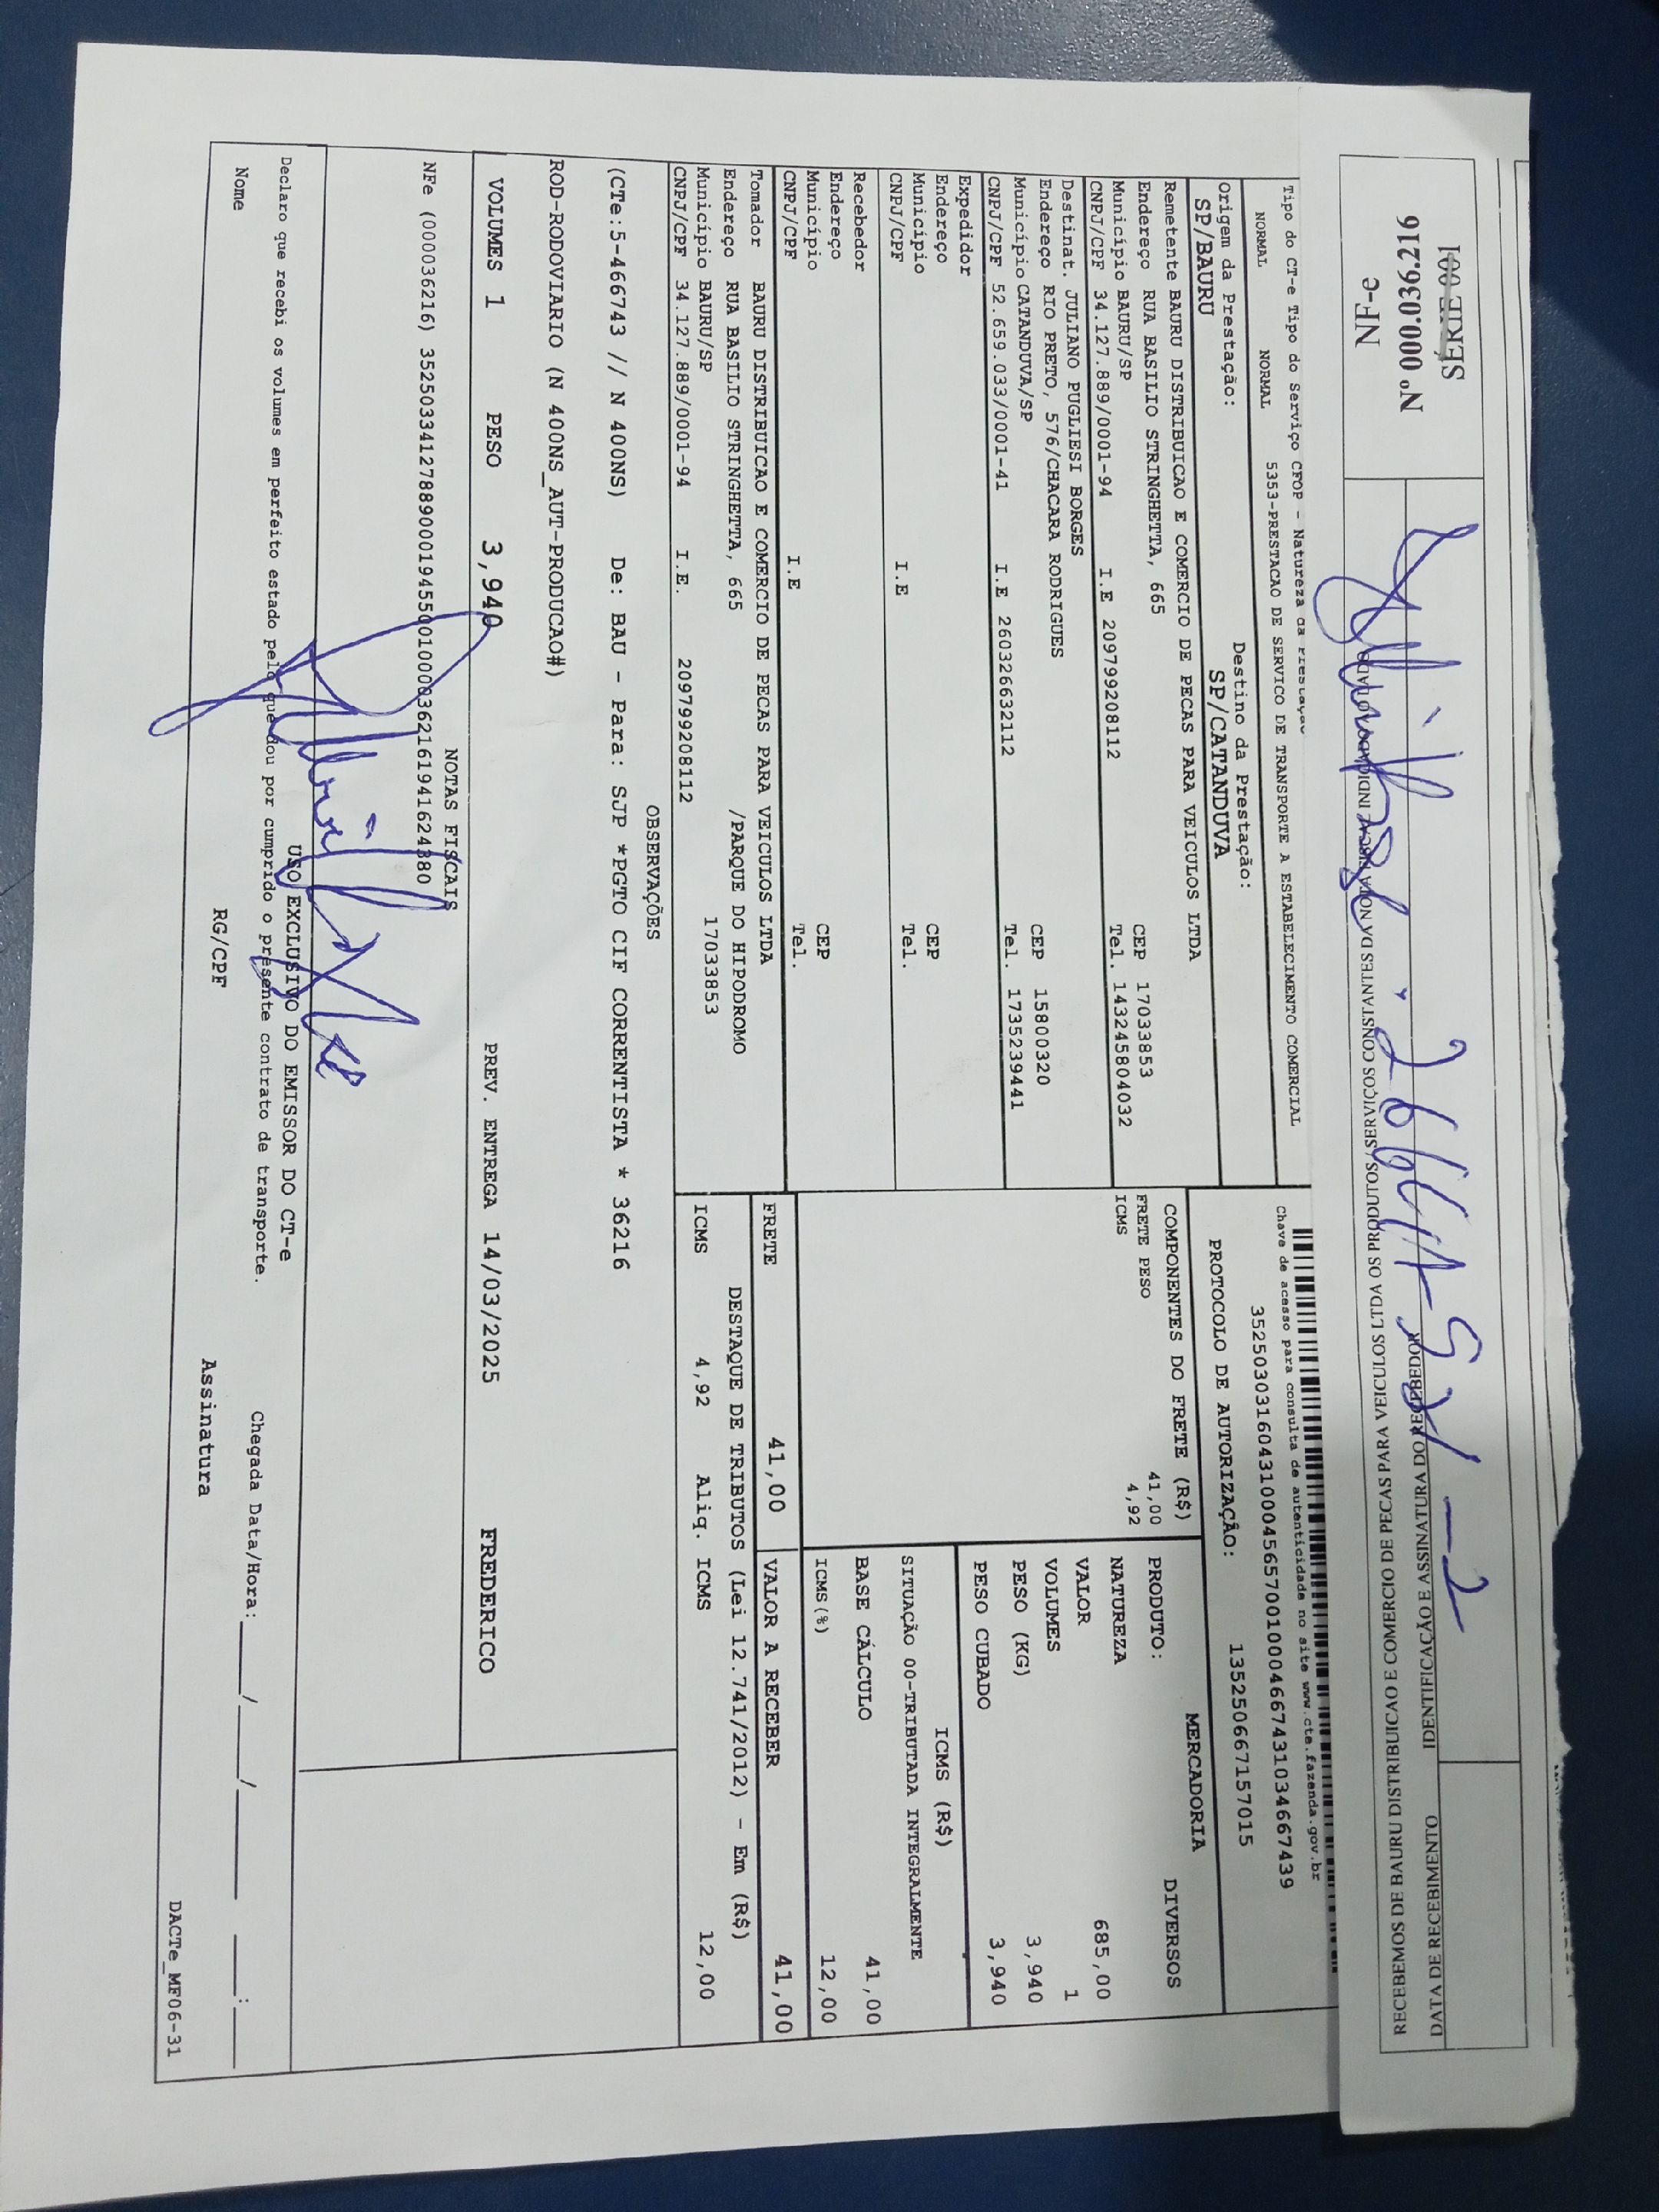 RECEBEMOS DE BAURU DISTRIBUICAO E COMERCIO DE PECAS PARA VEICULOS LTDA OS PRODUTOS / SERVIÇOS CONSTANTES DA NOTA FISCAL INDICADO AO LADO
DATA DE RECEBIMENTO
IDENTIFICAÇÃO E ASSINATURA DO RECEBEDOR
NF-e
Nº 000.036.216
SÉRIE 001
Tipo do CT-e Tipo do Serviço CFOP - Natureza da Prestação
NORMAL NORMAL 5353-PRESTACAO DE SERVICO DE TRANSPORTE A ESTABELECIMENTO COMERCIAL
Origem da Prestação: Destino da Prestação:
SP/BAURU SP/CATANDUVA
Chave de acesso para consulta de autenticidade no site www.cte.fazenda.gov.br
35250303160431000456570010004667431034667439
PROTOCOLO DE AUTORIZAÇÃO: 135250667157015
Remetente BAURU DISTRIBUICAO E COMERCIO DE PECAS PARA VEICULOS LTDA
Endereço RUA BASILIO STRINGHETTA, 665 CEP 17033853
Município BAURU/SP Tel. 143245804032
CNPJ/CPF 34.127.889/0001-94 I.E 209799208112
Destinat. JULIANO PUGLIESI BORGES
Endereço RIO PRETO, 576/CHACARA RODRIGUES CEP 15800320
Município CATANDUVA/SP Tel. 1735239441
CNPJ/CPF 52.659.033/0001-41 I.E 260326632112
Expedidor
Endereço CEP
Município Tel.
CNPJ/CPF I.E
Recebedor
Endereço CEP
Município Tel.
CNPJ/CPF I.E
Tomador BAURU DISTRIBUICAO E COMERCIO DE PECAS PARA VEICULOS LTDA
Endereço RUA BASILIO STRINGHETTA, 665 /PARQUE DO HIPODROMO
Município BAURU/SP 17033853
CNPJ/CPF 34.127.889/0001-94 I.E. 209799208112
COMPONENTES DO FRETE (R$)
FRETE PESO 41,00
ICMS 4,92
MERCADORIA
PRODUTO: DIVERSOS
NATUREZA
VALOR 685,00
VOLUMES 1
PESO (KG) 3,940
PESO CUBADO 3,940
ICMS (R$)
SITUAÇÃO 00-TRIBUTADA INTEGRALMENTE
BASE CÁLCULO 41,00
ICMS(%) 12,00
FRETE 41,00 VALOR A RECEBER 41,00
DESTAQUE DE TRIBUTOS (Lei 12.741/2012) - Em (R$)
ICMS 4,92 Aliq. ICMS 12,00
OBSERVAÇÕES
(CTe:5-466743 // N 400NS) De: BAU - Para: SJP *PGTO CIF CORRENTISTA * 36216
ROD-RODOVIARIO (N 400NS_AUT-PRODUCAO#)
VOLUMES 1 PESO 3,940 PREV. ENTREGA 14/03/2025 FREDERICO
NOTAS FISCAIS
NFe (000036216) 35250334127889000194550010000362161941624380
USO EXCLUSIVO DO EMISSOR DO CT-e
Declaro que recebi os volumes em perfeito estado pelo que dou por cumprido o presente contrato de transporte. Chegada Data/Hora: ___/___/______ ___:___
Nome RG/CPF Assinatura
DACTe_MF06-31